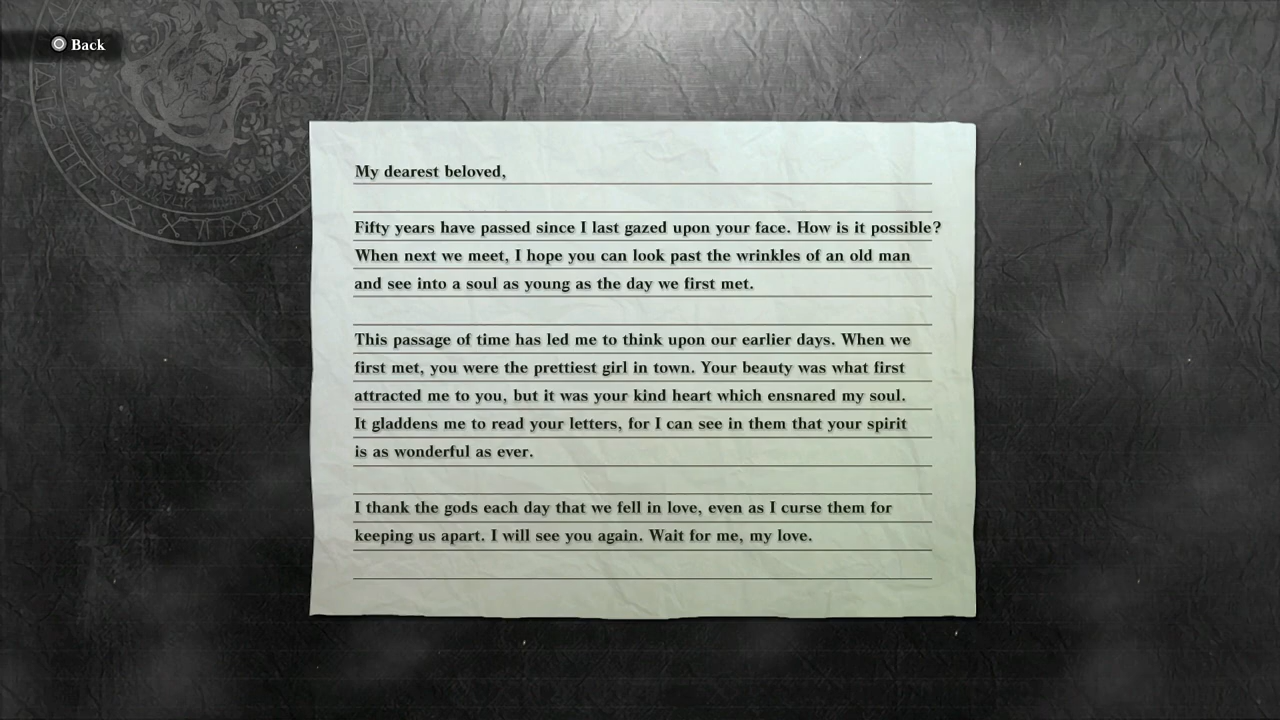 Back
My dearest beloved,
Fifty years have passed since I last gazed upon your face. How is it possible?
When next we meet, I hope you can look past the wrinkles of an old man
and see into a soul as young as the day we first met.
This passage of time has led me to think upon our earlier days. When we
first met, you were the prettiest girl in town. Your beauty was what first
attracted me to you, but it was your kind heart which ensnared my soul.
It gladdens me to read your letters, for I can see in them that your spirit
is as wonderful as ever.
I thank the gods each day that we fell in love, even as I curse them for
keeping us apart. I will see you again. Wait for me, my love.